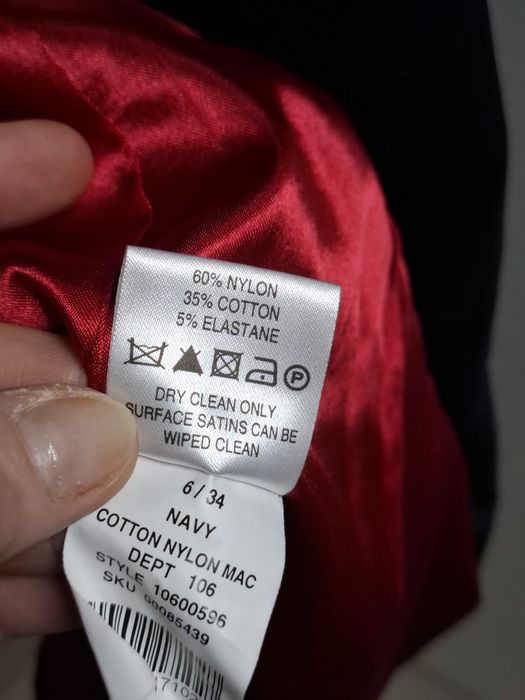 60% NYLON
35% COTTON
5% ELASTANE
P
DRY CLEAN ONLY
SURFACE SATINS CAN BE
WIPED CLEAN
6 / 34
NAVY
COTTON NYLON MAC
DEPT 106
STYLE 10600596
SKU 00085439